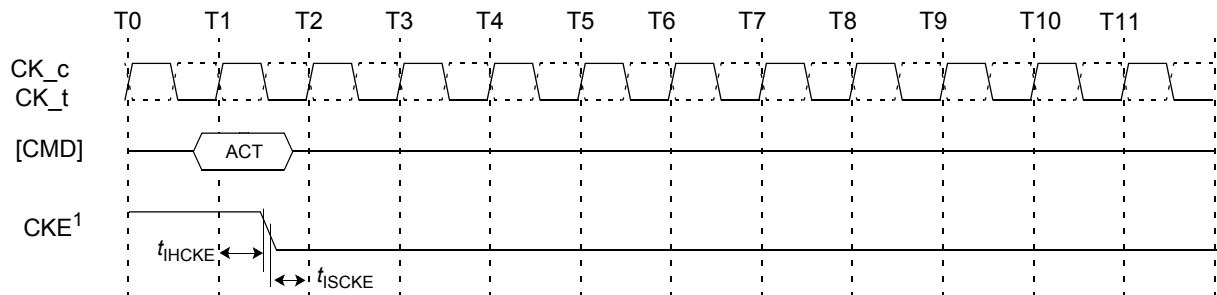 T0 T1 T2 T3 T4 T5 T6 T7 T8 T9 T10 T11
CK_c
CK_t
[CMD] ACT
CKE1
tIHCKE
tISCKE